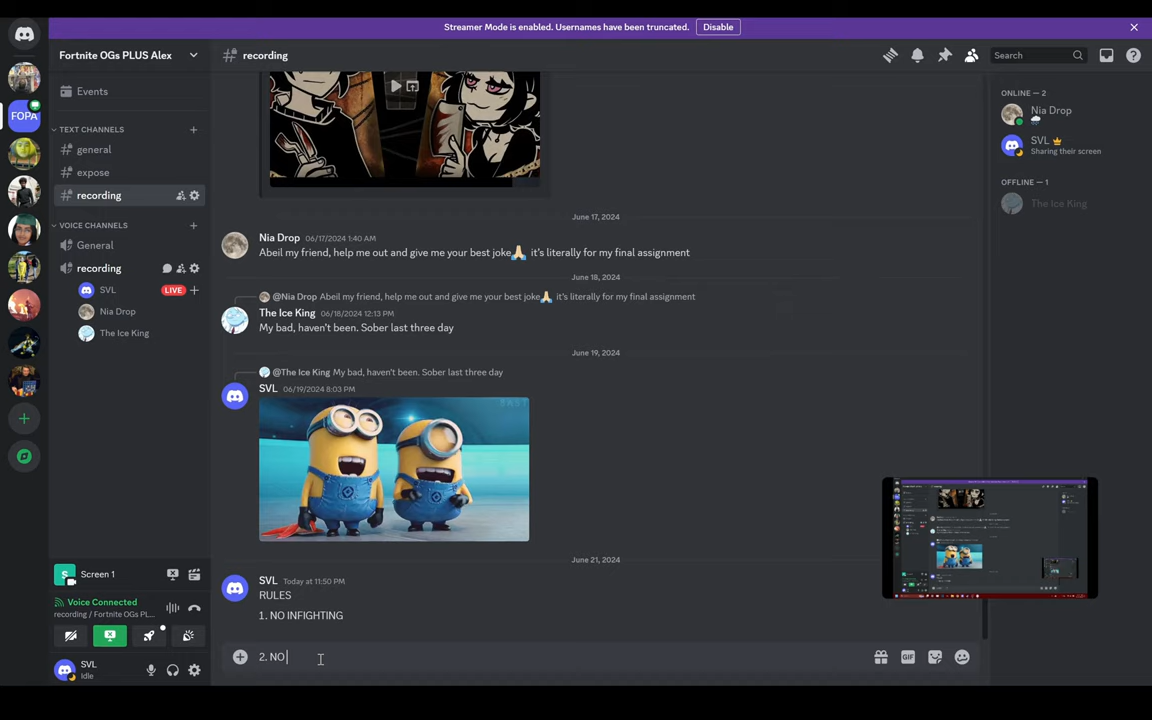 Streamer Mode is enabled. Usernames have been truncated. Disable
Fortnite OGs PLUS Alex
recording
Search
Events
FOPA
TEXT CHANNELS
general
expose
recording
VOICE CHANNELS
General
recording
SVL LIVE
Nia Drop
The Ice King
June 17, 2024
Nia Drop 06/17/2024 1:40 AM
Abeil my friend, help me out and give me your best joke🙏 it's literally for my final assignment
June 18, 2024
@Nia Drop Abeil my friend, help me out and give me your best joke🙏 it's literally for my final assignment
The Ice King 06/18/2024 12:13 PM
My bad, haven't been. Sober last three day
June 19, 2024
@The Ice King My bad, haven't been. Sober last three day
SVL 06/19/2024 8:03 PM
June 21, 2024
SVL Today at 11:50 PM
RULES
1. NO INFIGHTING
2. NO
GIF
ONLINE — 2
Nia Drop
SVL
Sharing their screen
OFFLINE — 1
The Ice King
S Screen 1
Voice Connected
recording / Fortnite OGs PL...
SVL
Idle